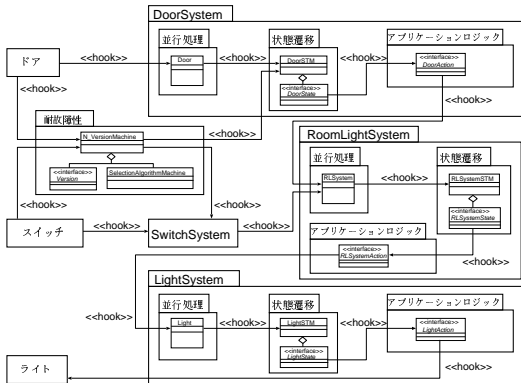 DoorSystem
並行処理
状態遷移
アプリケーションロジック
ドア
<<hook>>
Door
<<hook>>
DoorSTM
<<interface>>
DoorState
<<hook>>
<<interface>>
DoorAction
<<hook>>
<<hook>>
<<hook>>
耐故障性
N_VersionMachine
<<interface>>
Version
SelectionAlgorithmMachine
<<hook>>
<<hook>>
RoomLightSystem
並行処理
状態遷移
RLSystem
<<hook>>
RLSystemSTM
<<interface>>
RLSystemState
スイッチ
<<hook>>
SwitchSystem
<<hook>>
アプリケーションロジック
<<interface>>
RLSystemAction
<<hook>>
<<hook>>
LightSystem
並行処理
状態遷移
アプリケーションロジック
<<hook>>
Light
<<hook>>
LightSTM
<<interface>>
LightState
<<hook>>
<<interface>>
LightAction
ライト
<<hook>>